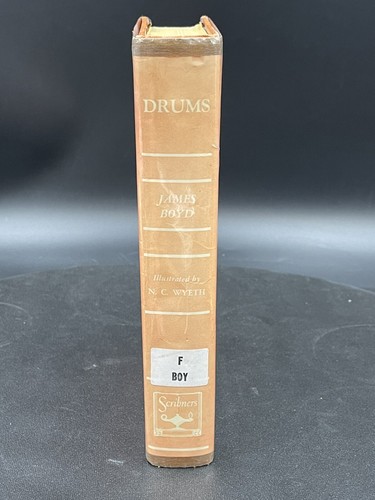 DRUMS
JAMES
BOYD
Illustrated by
N. C. WYETH
F
BOY
Scribners